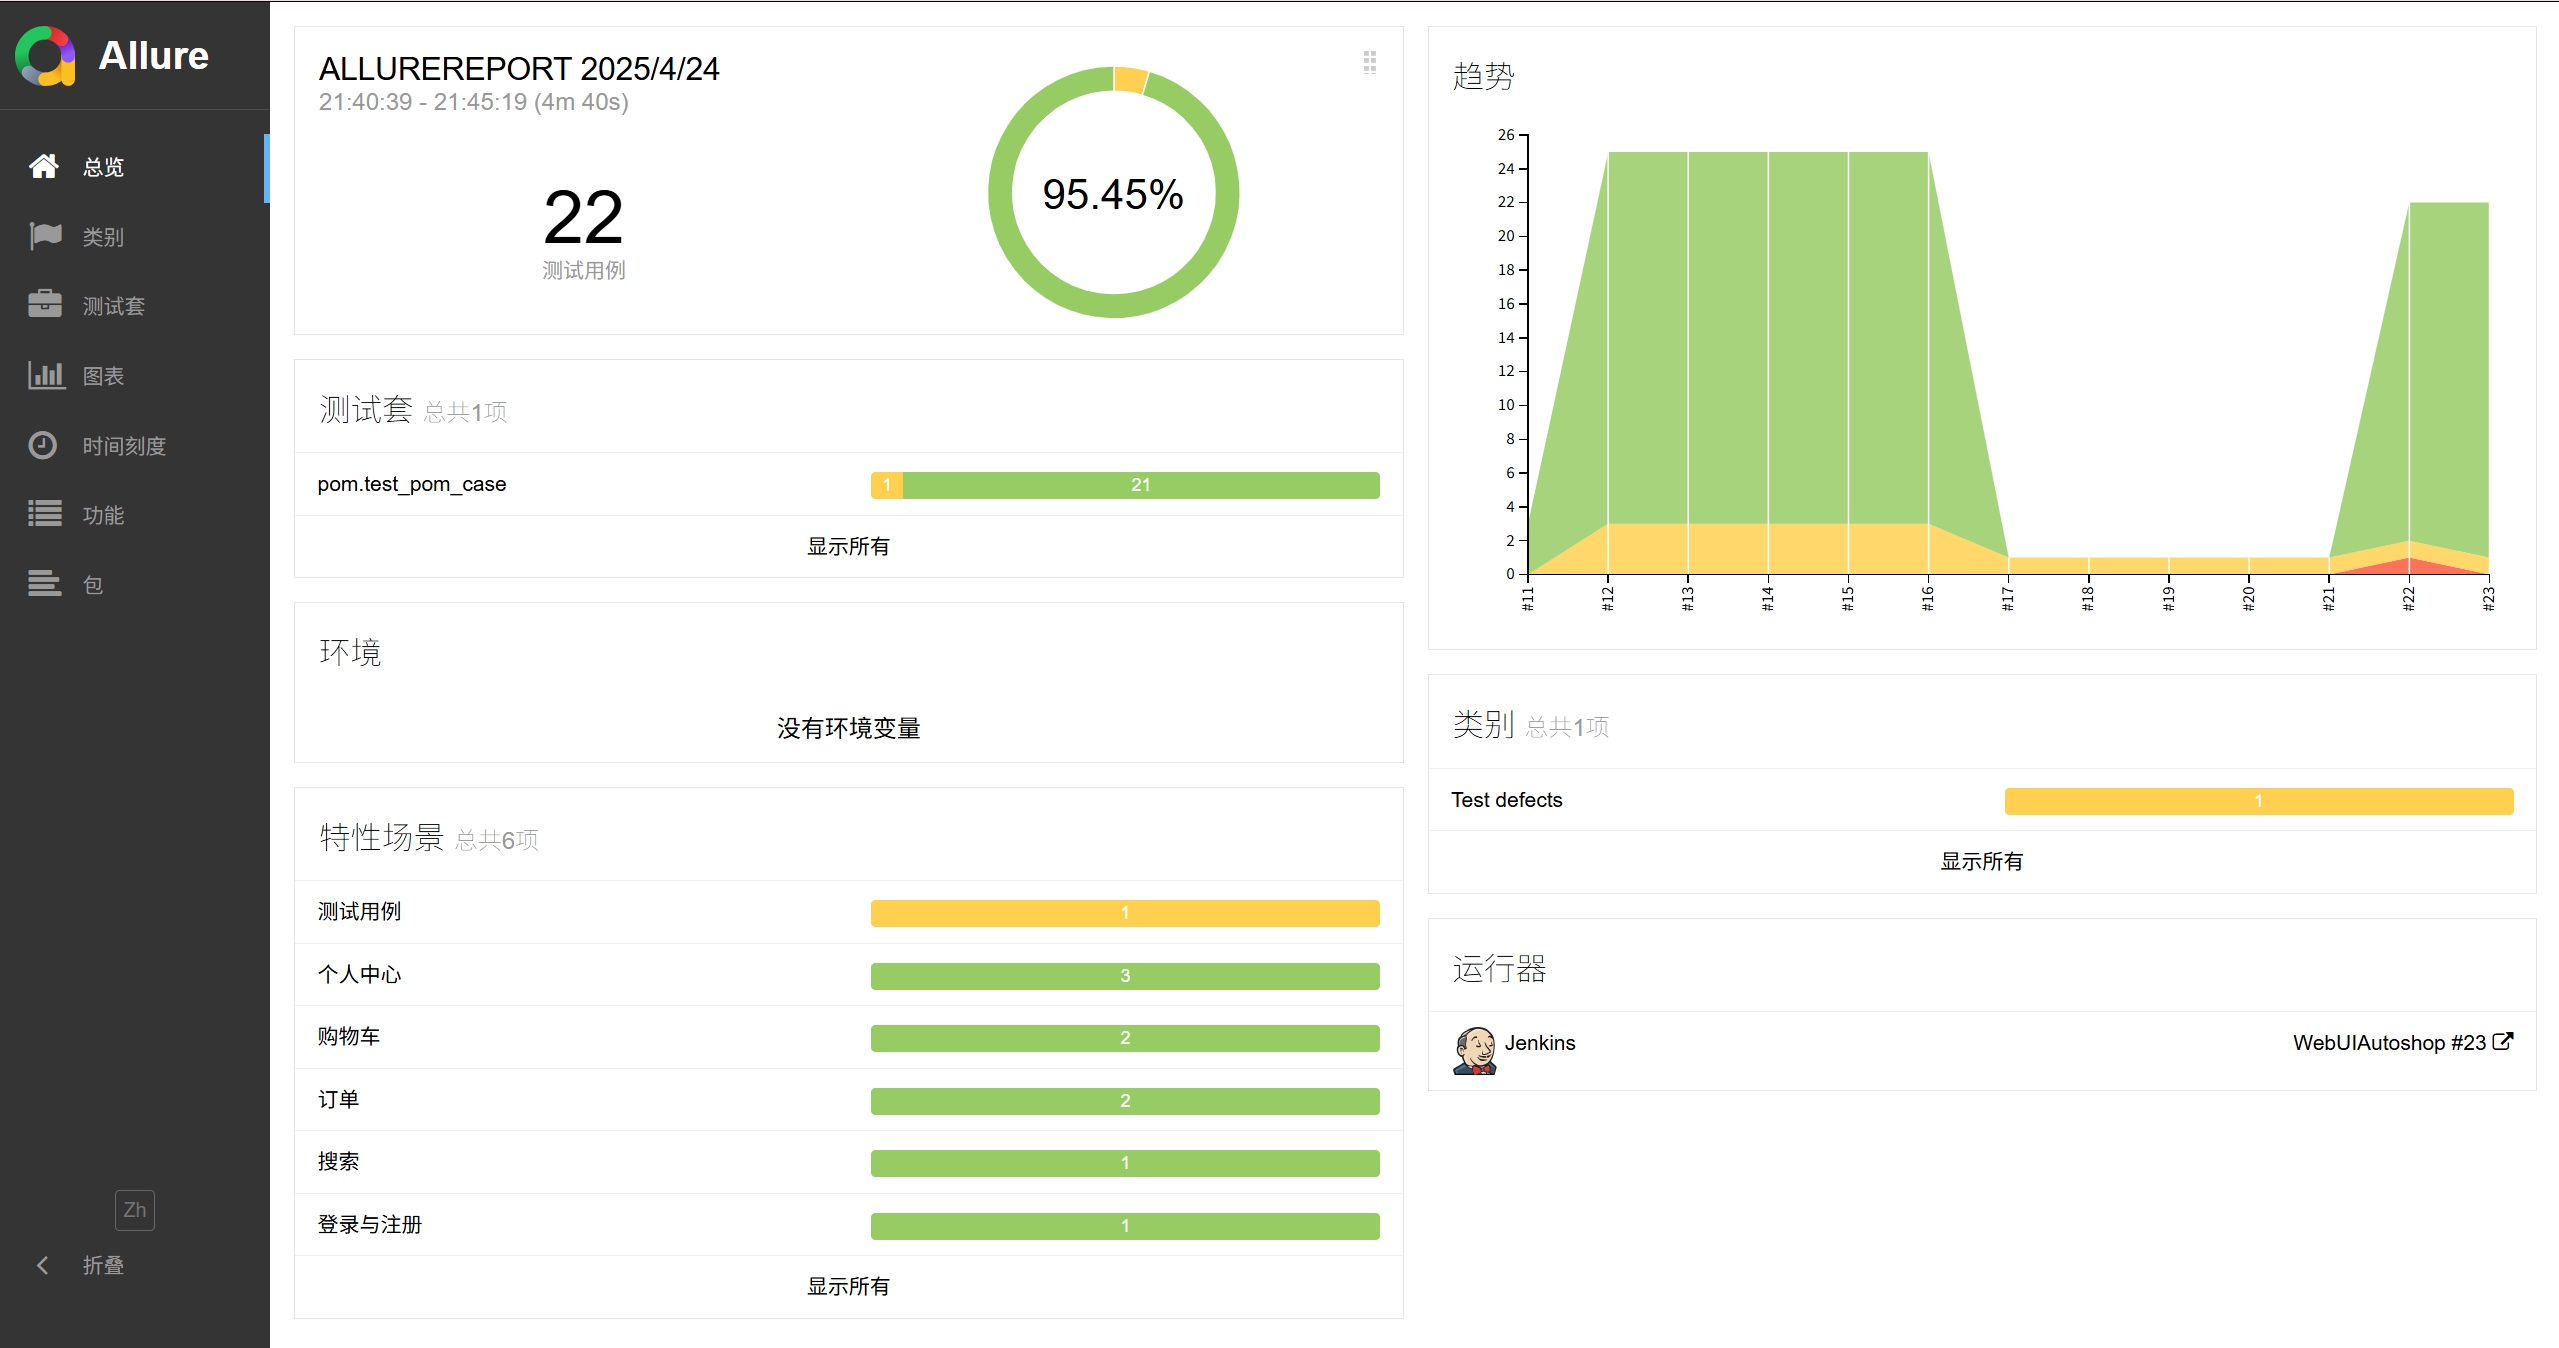 Allure
总览
类别
测试套
图表
时间刻度
功能
包
Zh
折叠
ALLUREREPORT 2025/4/24
21:40:39 - 21:45:19 (4m 40s)
22
测试用例
95.45%
测试套 总共1项
pom.test_pom_case 1 21
显示所有
环境
没有环境变量
特性场景 总共6项
测试用例 1
个人中心 3
购物车 2
订单 2
搜索 1
登录与注册 1
显示所有
趋势
26
24
22
20
18
16
14
12
10
8
6
4
2
0
#11 #12 #13 #14 #15 #16 #17 #18 #19 #20 #21 #22 #23
类别 总共1项
Test defects 1
显示所有
运行器
Jenkins WebUIAutoshop #23